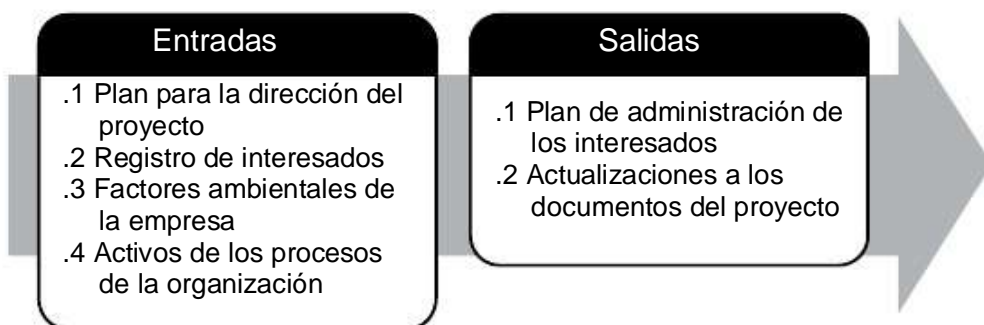 Entradas
.1 Plan para la dirección del
proyecto
.2 Registro de interesados
.3 Factores ambientales de
la empresa
.4 Activos de los procesos
de la organización
Salidas
.1 Plan de administración de
los interesados
.2 Actualizaciones a los
documentos del proyecto